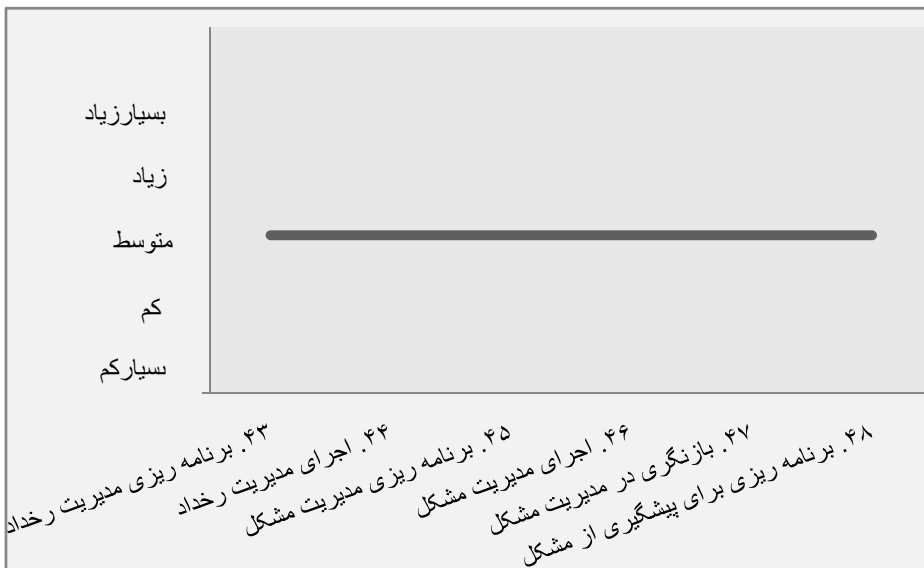 بسیارزیاد
زیاد
متوسط
کم
بسیارکم
۴۳. برنامه ریزی مدیریت رخداد
۴۴. اجرای مدیریت رخداد
۴۵. برنامه ریزی مدیریت مشکل
۴۶. اجرای مدیریت مشکل
۴۷. بازنگری در مدیریت مشکل
۴۸. برنامه ریزی برای پیشگیری از مشکل